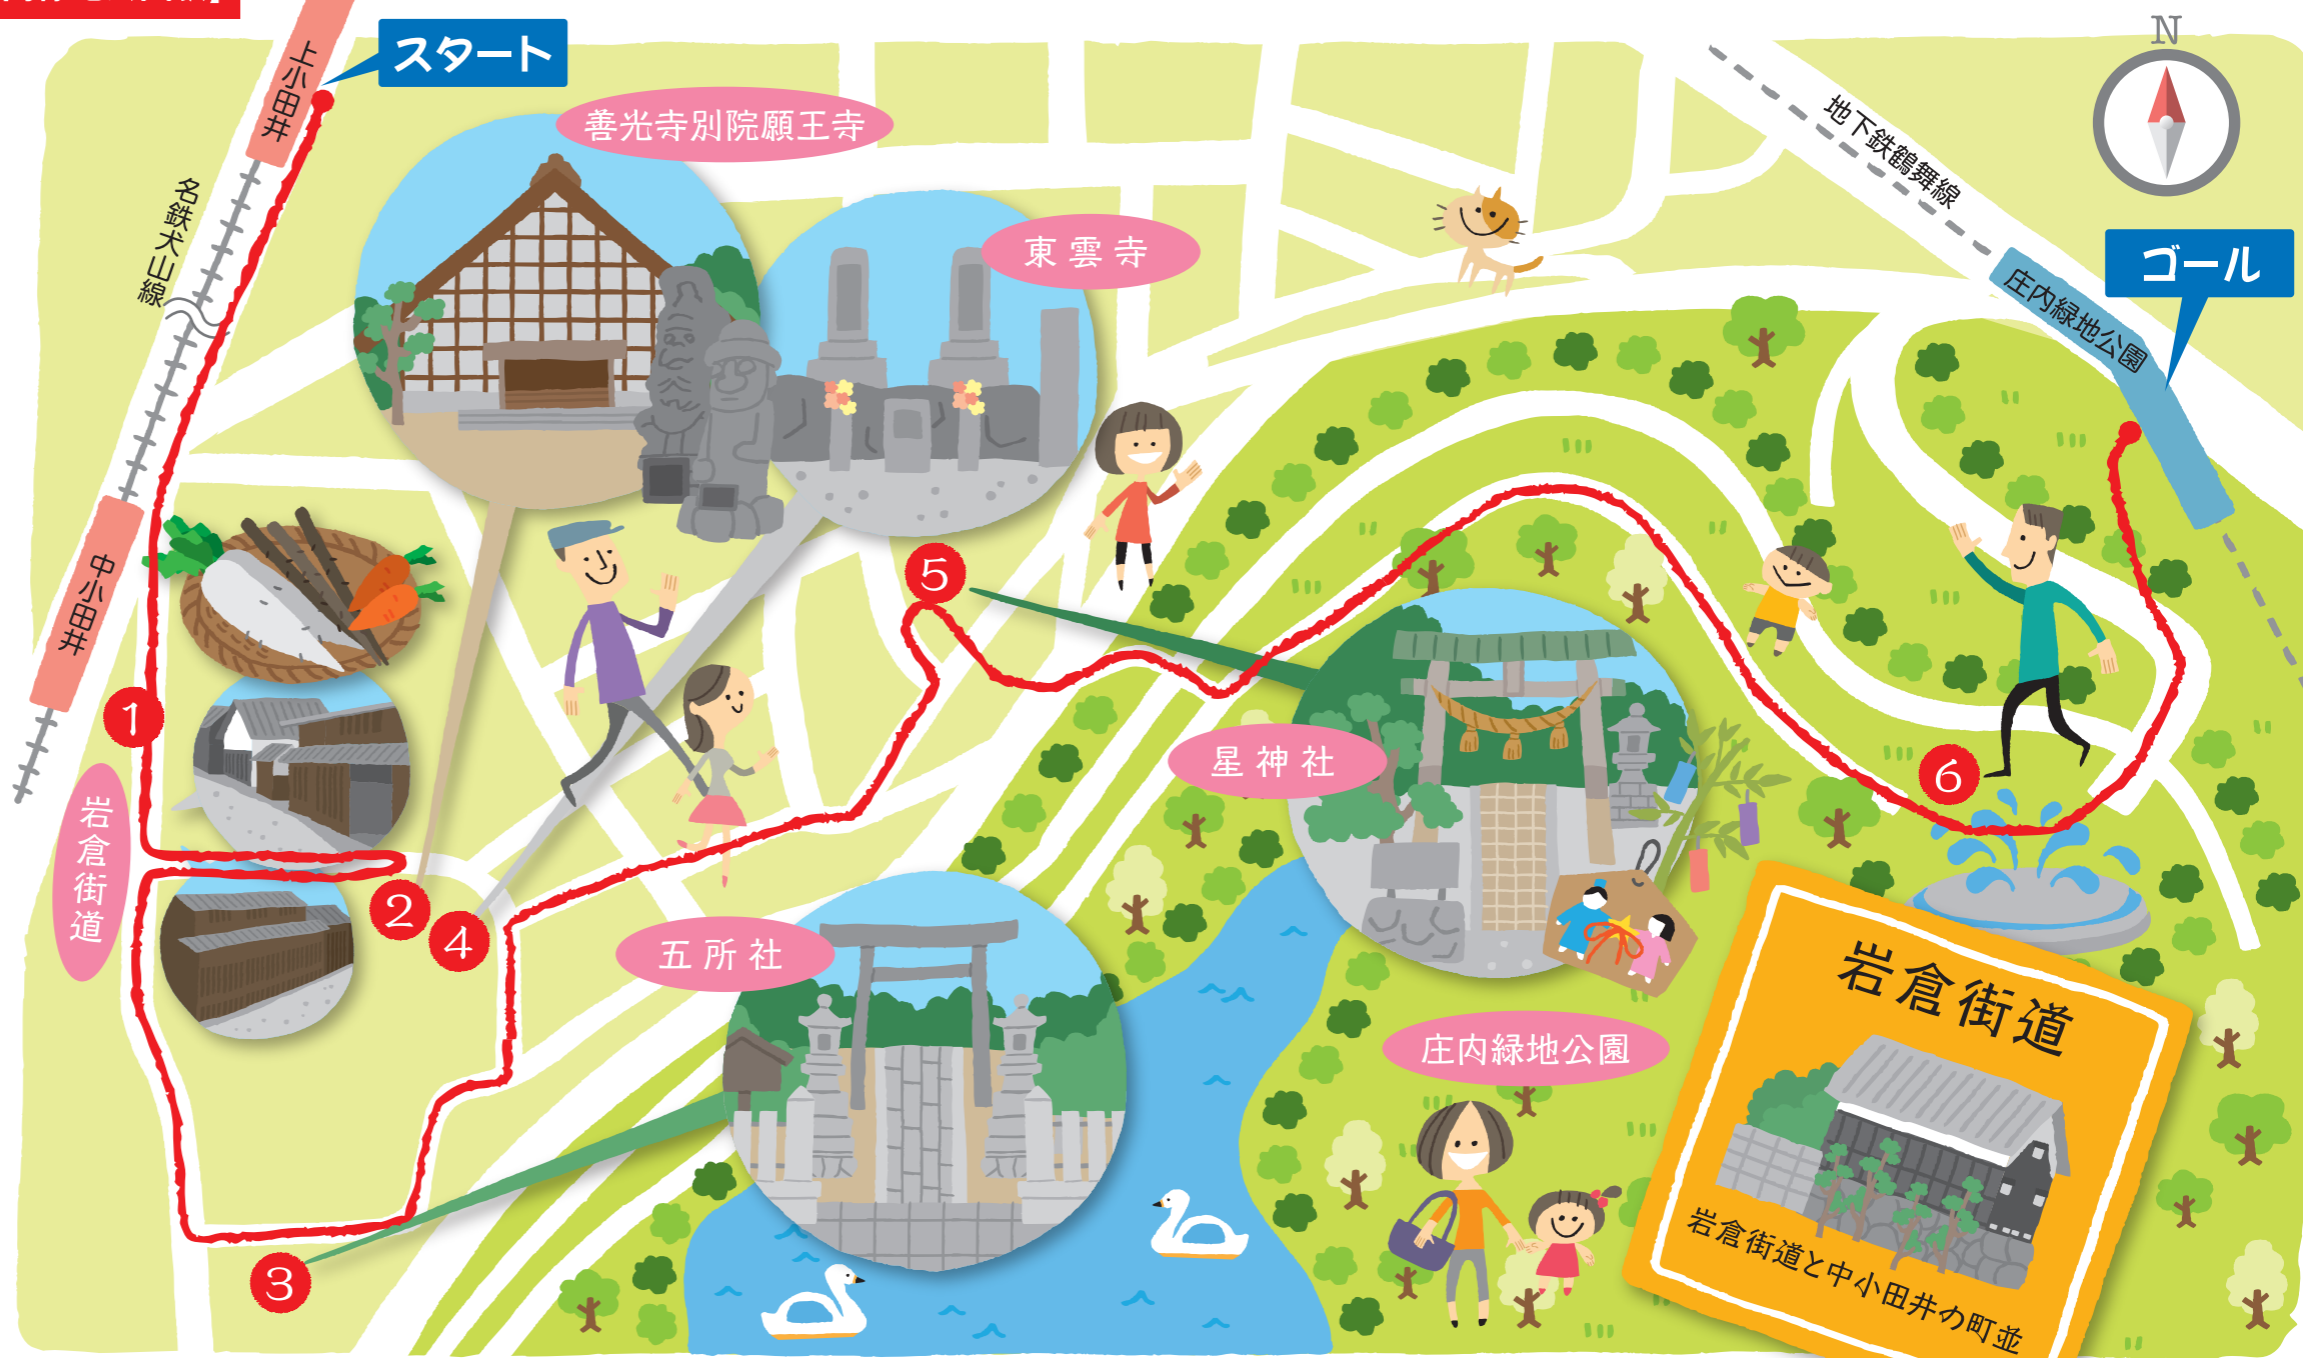 スタート
上小田井
名鉄犬山線
中小田井
善光寺別院願王寺
東雲寺
N
地下鉄鶴舞線
ゴール
庄内緑地公園
5
1
星神社
6
岩倉街道
2
4
五所社
庄内緑地公園
3
岩倉街道
岩倉街道と中小田井の町並